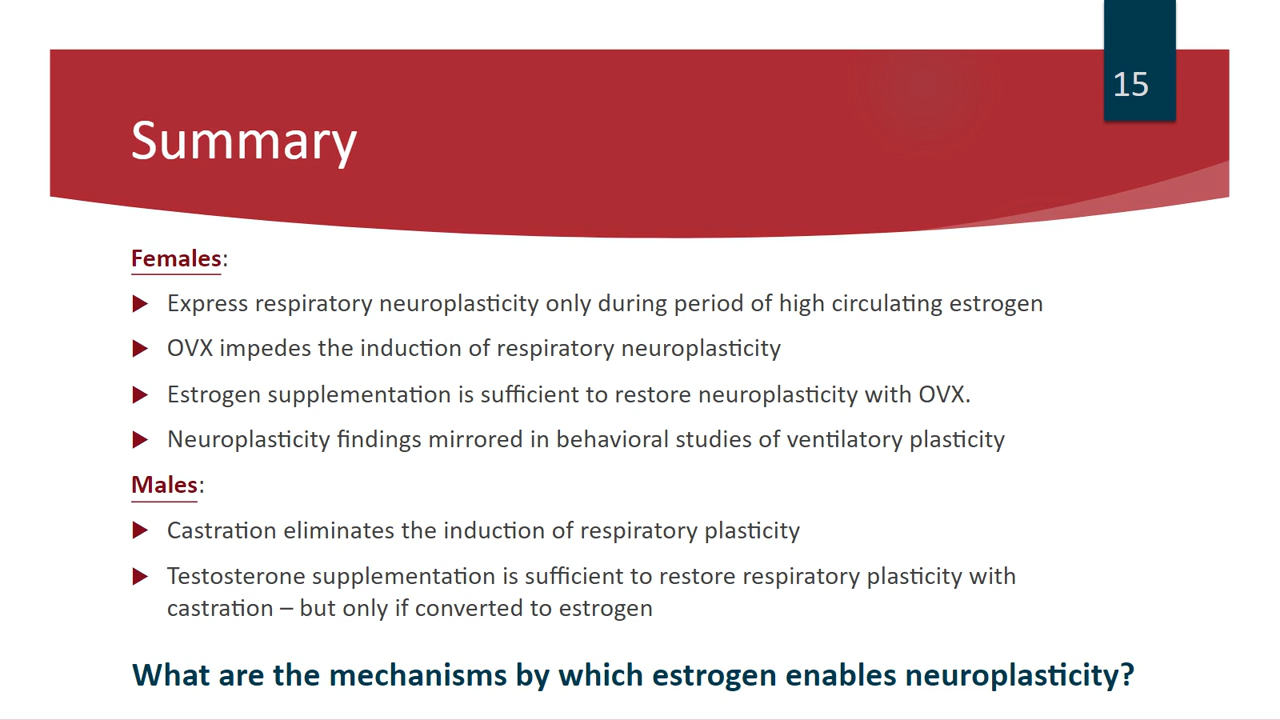 15
Summary
Females:
Express respiratory neuroplasticity only during period of high circulating estrogen
OVX impedes the induction of respiratory neuroplasticity
Estrogen supplementation is sufficient to restore neuroplasticity with OVX.
Neuroplasticity findings mirrored in behavioral studies of ventilatory plasticity
Males:
Castration eliminates the induction of respiratory plasticity
Testosterone supplementation is sufficient to restore respiratory plasticity with
castration – but only if converted to estrogen
What are the mechanisms by which estrogen enables neuroplasticity?